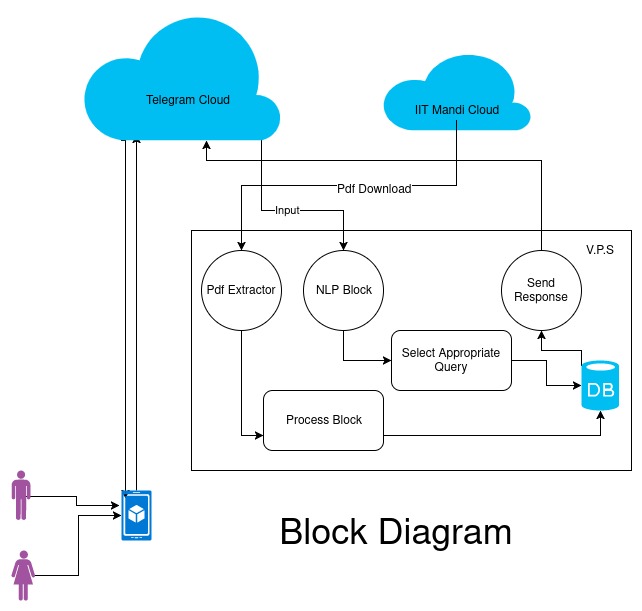 Telegram Cloud
IIT Mandi Cloud
Pdf Download
Input
V.P.S
Pdf Extractor
NLP Block
Send
Response
Select Appropriate
Query
DB
Process Block
Block Diagram